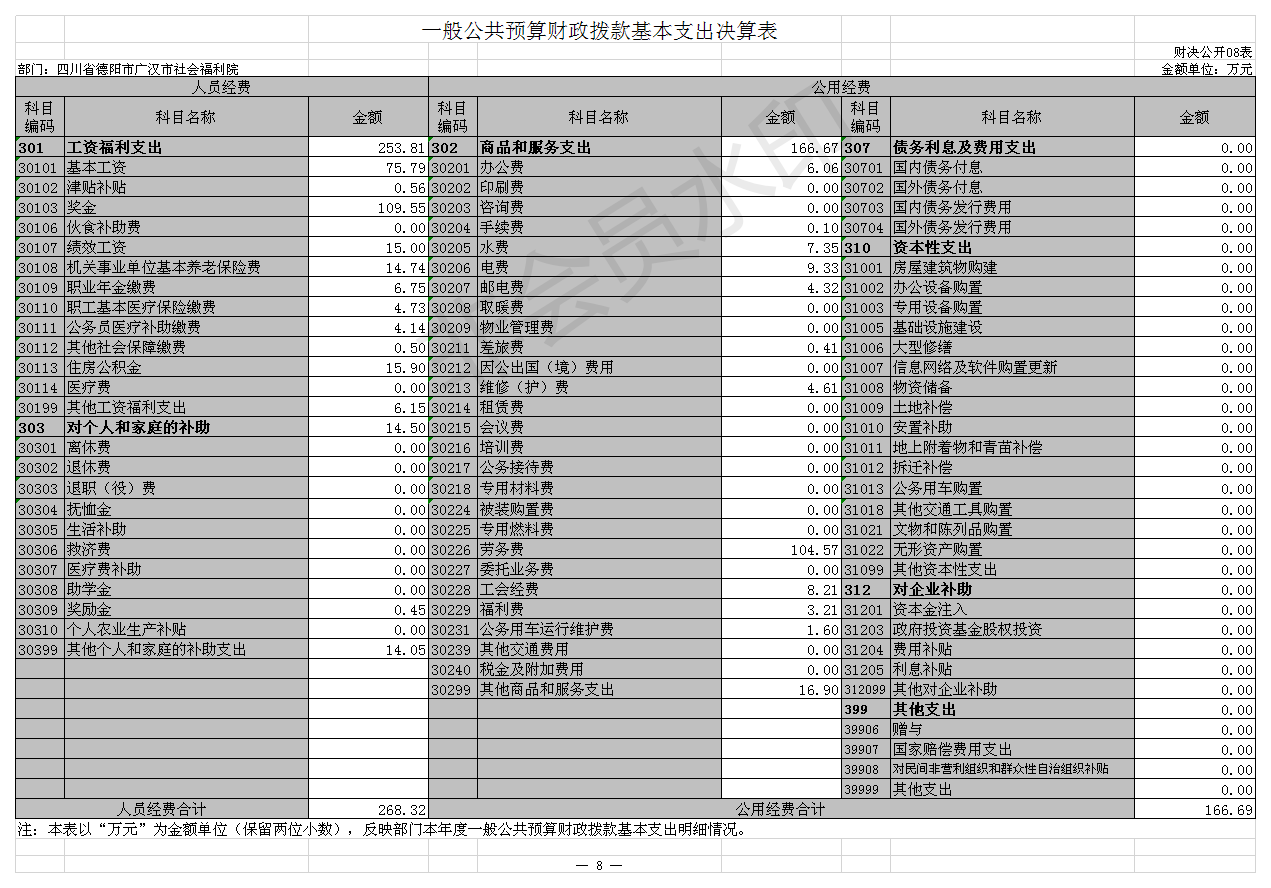 一般公共预算财政拨款基本支出决算表
财决公开08表
部门：四川省德阳市广汉市社会福利院 金额单位：万元
人员经费 公用经费
科目编码 科目名称 金额 科目编码 科目名称 金额 科目编码 科目名称 金额
301 工资福利支出 253.81 302 商品和服务支出 166.67 307 债务利息及费用支出 0.00
30101 基本工资 75.79 30201 办公费 6.06 30701 国内债务付息 0.00
30102 津贴补贴 0.56 30202 印刷费 0.00 30702 国外债务付息 0.00
30103 奖金 109.55 30203 咨询费 0.00 30703 国内债务发行费用 0.00
30106 伙食补助费 0.00 30204 手续费 0.10 30704 国外债务发行费用 0.00
30107 绩效工资 15.00 30205 水费 7.35 310 资本性支出 0.00
30108 机关事业单位基本养老保险费 14.74 30206 电费 9.33 31001 房屋建筑物购建 0.00
30109 职业年金缴费 6.75 30207 邮电费 4.32 31002 办公设备购置 0.00
30110 职工基本医疗保险缴费 4.73 30208 取暖费 0.00 31003 专用设备购置 0.00
30111 公务员医疗补助缴费 4.14 30209 物业管理费 0.00 31005 基础设施建设 0.00
30112 其他社会保障缴费 0.50 30211 差旅费 0.41 31006 大型修缮 0.00
30113 住房公积金 15.90 30212 因公出国（境）费用 0.00 31007 信息网络及软件购置更新 0.00
30114 医疗费 0.00 30213 维修（护）费 4.61 31008 物资储备 0.00
30199 其他工资福利支出 6.15 30214 租赁费 0.00 31009 土地补偿 0.00
303 对个人和家庭的补助 14.50 30215 会议费 0.00 31010 安置补助 0.00
30301 离休费 0.00 30216 培训费 0.00 31011 地上附着物和青苗补偿 0.00
30302 退休费 0.00 30217 公务接待费 0.00 31012 拆迁补偿 0.00
30303 退职（役）费 0.00 30218 专用材料费 0.00 31013 公务用车购置 0.00
30304 抚恤金 0.00 30224 被装购置费 0.00 31018 其他交通工具购置 0.00
30305 生活补助 0.00 30225 专用燃料费 0.00 31021 文物和陈列品购置 0.00
30306 救济费 0.00 30226 劳务费 104.57 31022 无形资产购置 0.00
30307 医疗费补助 0.00 30227 委托业务费 0.00 31099 其他资本性支出 0.00
30308 助学金 0.00 30228 工会经费 8.21 312 对企业补助 0.00
30309 奖励金 0.45 30229 福利费 3.21 31201 资本金注入 0.00
30310 个人农业生产补贴 0.00 30231 公务用车运行维护费 1.60 31203 政府投资基金股权投资 0.00
30399 其他个人和家庭的补助支出 14.05 30239 其他交通费用 0.00 31204 费用补贴 0.00
30240 税金及附加费用 0.00 31205 利息补贴 0.00
30299 其他商品和服务支出 16.90 312099 其他对企业补助 0.00
399 其他支出 0.00
39906 赠与 0.00
39907 国家赔偿费用支出 0.00
39908 对民间非营利组织和群众性自治组织补贴 0.00
39999 其他支出 0.00
人员经费合计 268.32 公用经费合计 166.69
注：本表以“万元”为金额单位（保留两位小数），反映部门本年度一般公共预算财政拨款基本支出明细情况。
— 8 —
会员水印